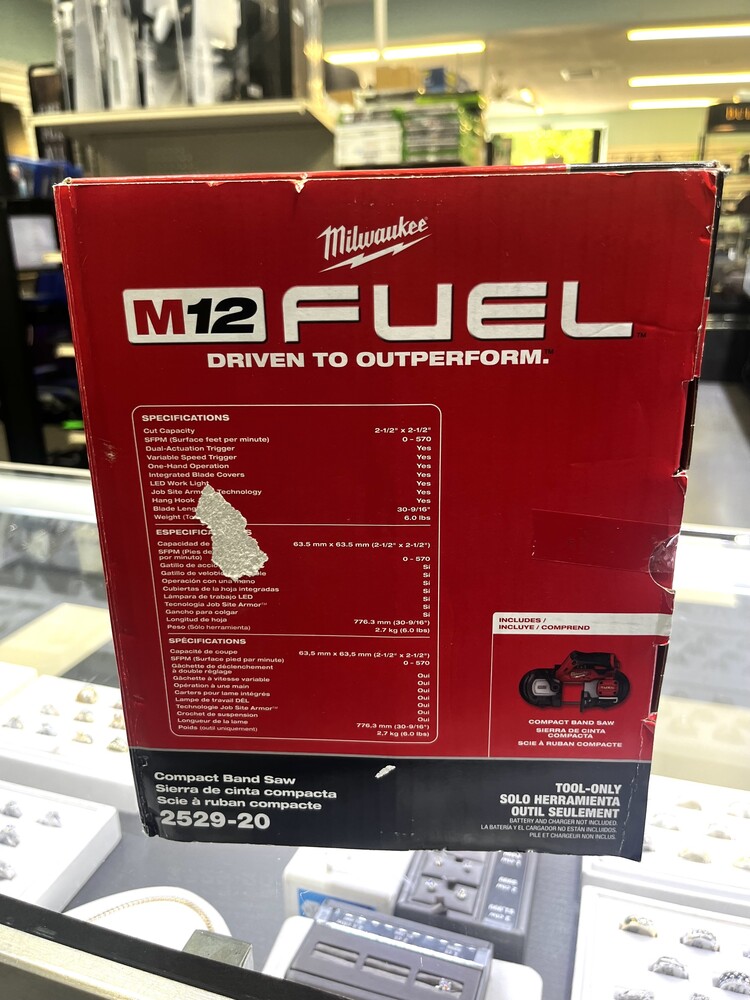 Milwaukee
M12 FUEL™
DRIVEN TO OUTPERFORM.™
SPECIFICATIONS
Cut Capacity 2-1/2" x 2-1/2"
SFPM (Surface feet per minute) 0 - 570
Dual-Actuation Trigger Yes
Variable Speed Trigger Yes
One-Hand Operation Yes
Integrated Blade Covers Yes
LED Work Light Yes
Job Site Technology Yes
Hang Hook Yes
Blade 30-9/16"
Weight 6.0 lbs
Capacidad de 63.5 mm x 63.5 mm (2-1/2" x 2-1/2")
SFPM (Pies de
por minuto) 0 - 570
Gatillo de Sí
Gatillo de Sí
Operación con Sí
Cubiertas de la hoja integradas Sí
Lámpara de trabajo LED Sí
Tecnologia Job Site Armor™ Sí
Gancho para colgar Sí
Longitud de hoja 776.3 mm (30-9/16")
Peso (Sólo herramienta) 2.7 kg (6.0 lbs)
SPÉCIFICATIONS
Capacité de coupe 63,5 mm x 63,5 mm (2-1/2" x 2-1/2")
SFPM (Surface pied par minute) 0 - 570
Gâchette de déclenchement
à double réglage Oui
Gâchette à vitesse variable Oui
Opération à une main Oui
Carters pour lame intégrés Oui
Lampe de travail DEL Oui
Technologie Job Site Armor™ Oui
Crochet de suspension Oui
Longueur de la lame 776.3 mm (30-9/16")
Poids (outil uniquement) 2,7 kg (6.0 lbs)
INCLUDES /
INCLUYE / COMPREND
COMPACT BAND SAW
SIERRA DE CINTA
COMPACTA
SCIE À RUBAN COMPACTE
Compact Band Saw
Sierra de cinta compacta
Scie à ruban compacte
2529-20
TOOL-ONLY
SOLO HERRAMIENTA
OUTIL SEULEMENT
BATTERY AND CHARGER NOT INCLUDED.
LA BATERÍA Y EL CARGADOR NO ESTÁN INCLUIDOS.
PILE ET CHARGEUR NON INCLUS.